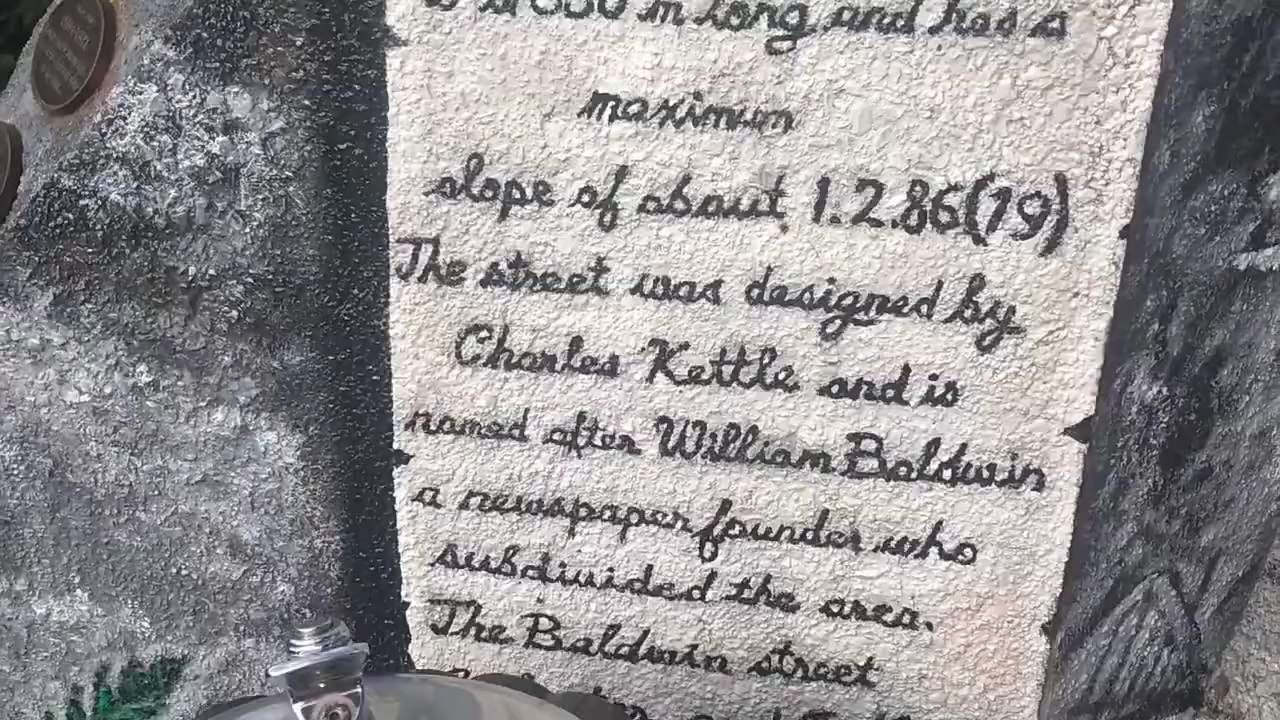 m long and has a
maximum
slope of about 1.2.86(19)
The street was designed by
Charles Kettle and is
named after William Baldwin
a newspaper founder who
subdivided the area.
The Baldwin street